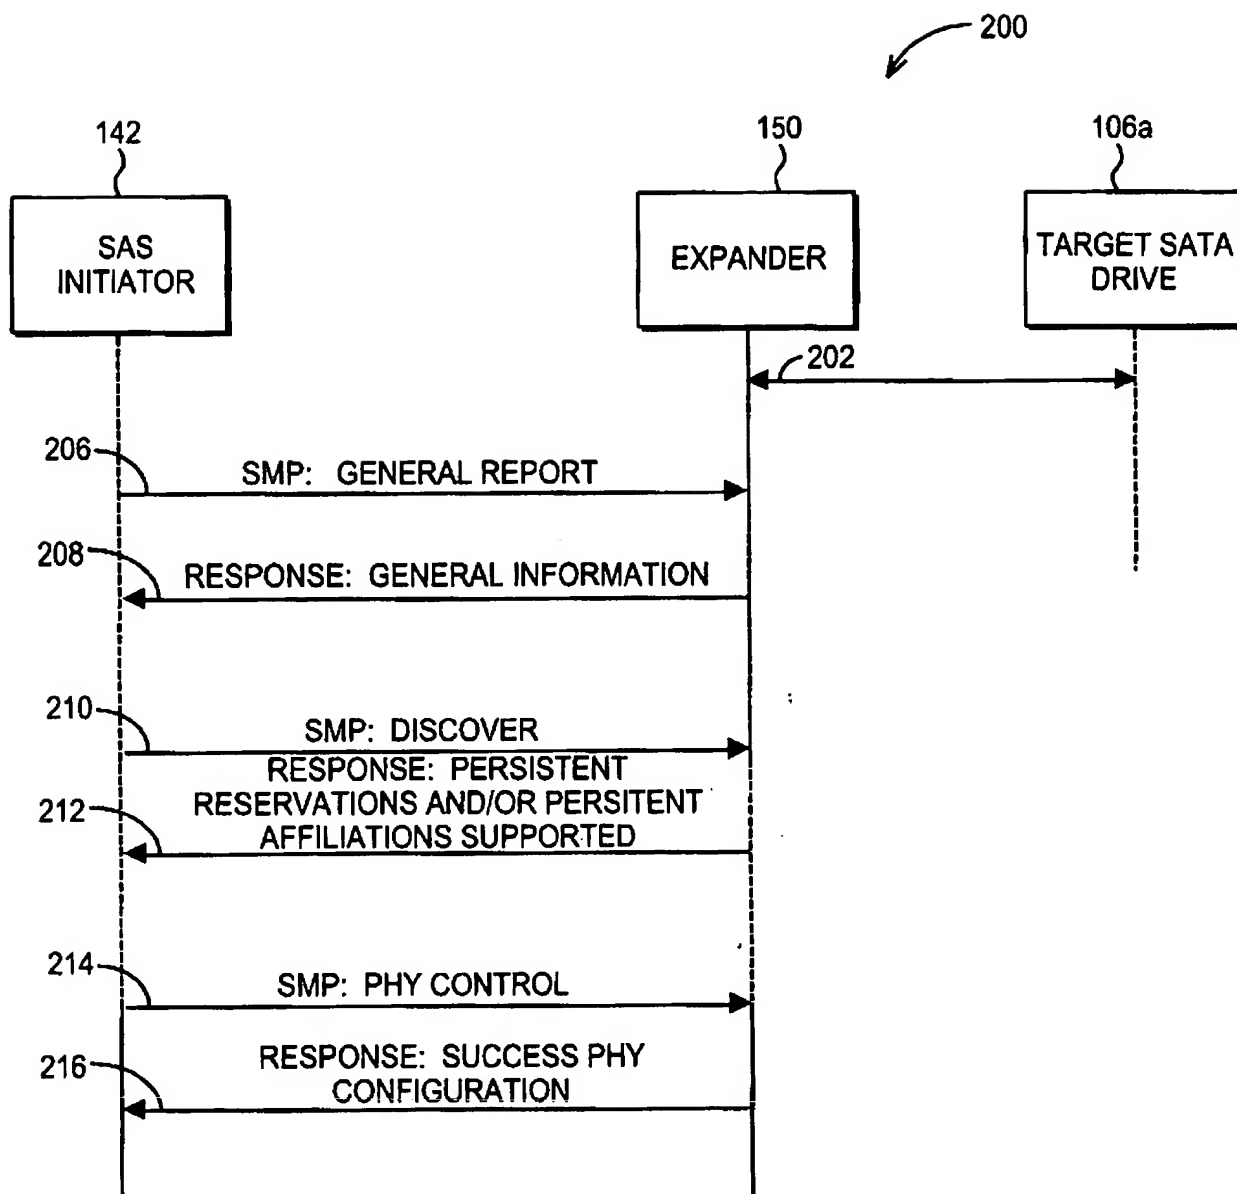 200
142
150
106a
SAS
INITIATOR
EXPANDER
TARGET SATA
DRIVE
202
206
SMP: GENERAL REPORT
208
RESPONSE: GENERAL INFORMATION
210
SMP: DISCOVER
RESPONSE: PERSISTENT
RESERVATIONS AND/OR PERSITENT
AFFILIATIONS SUPPORTED
212
214
SMP: PHY CONTROL
RESPONSE: SUCCESS PHY
CONFIGURATION
216